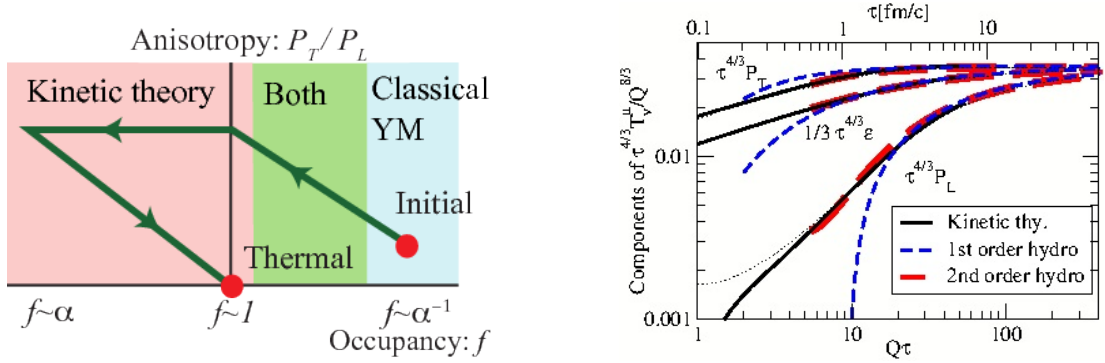 Anisotropy: P_T / P_L
Kinetic theory
Both
Classical
YM
Initial
Thermal
f~α
f~1
f~α⁻¹
Occupancy: f
τ[fm/c]
0.1
1
10
Components of τ^{4/3}T^μ_ν/Q^{8/3}
0.01
0.001
τ^{4/3}P_T
1/3 τ^{4/3}ε
τ^{4/3}P_L
Kinetic thy.
1st order hydro
2nd order hydro
1
10
100
Qτ